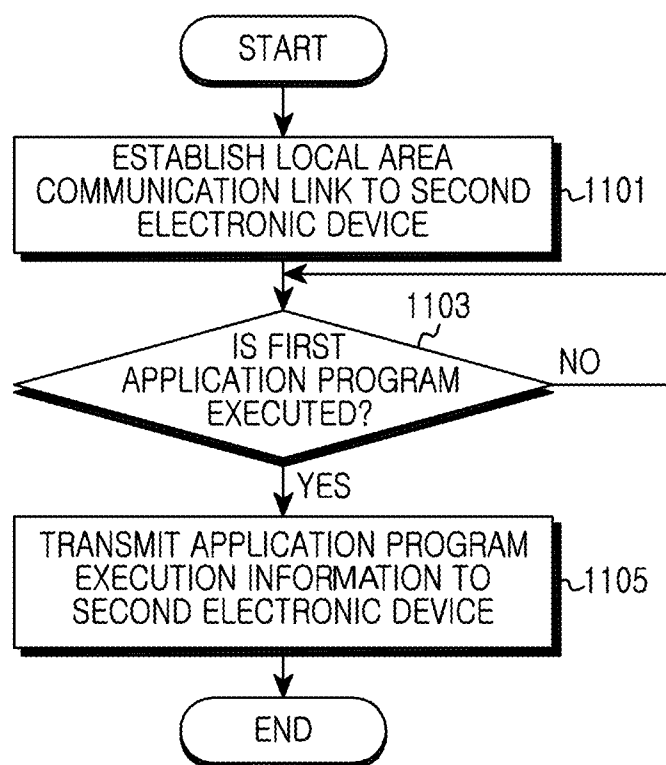 START
ESTABLISH LOCAL AREA
COMMUNICATION LINK TO SECOND
ELECTRONIC DEVICE
1101
1103
IS FIRST
APPLICATION PROGRAM
EXECUTED?
NO
YES
TRANSMIT APPLICATION PROGRAM
EXECUTION INFORMATION TO
SECOND ELECTRONIC DEVICE
1105
END